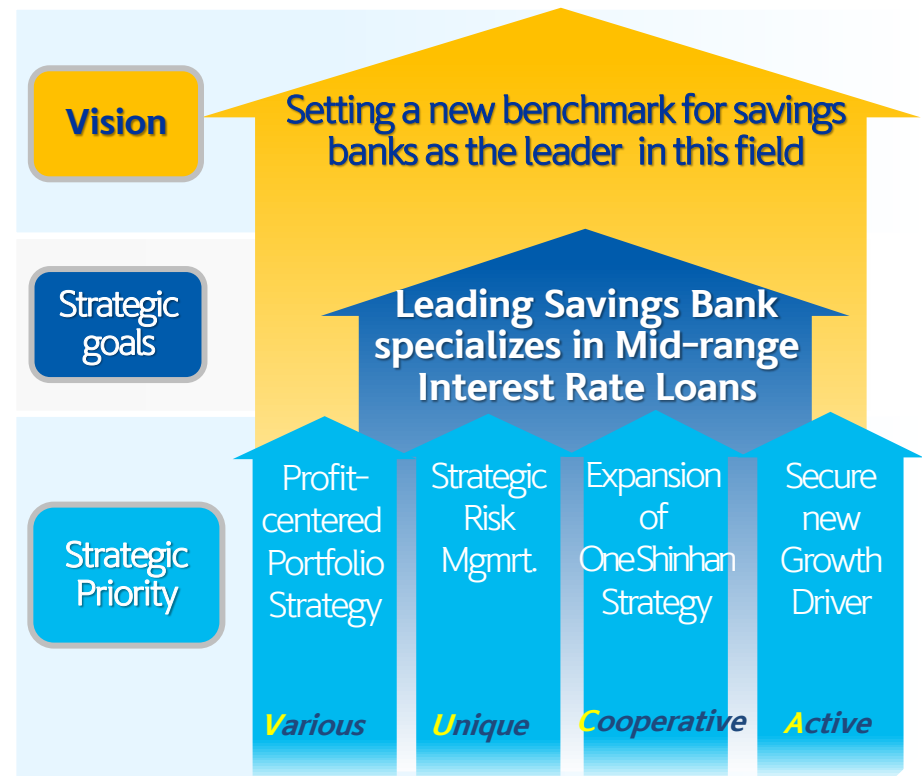 Vision
Setting a new benchmark for savings
banks as the leader in this field
Strategic
goals
Leading Savings Bank
specializes in Mid-range
Interest Rate Loans
Strategic
Priority
Profit-
centered
Portfolio
Strategy
Various
Strategic
Risk
Mgmrt.
Unique
Expansion
of
One Shinhan
Strategy
Cooperative
Secure
new
Growth
Driver
Active